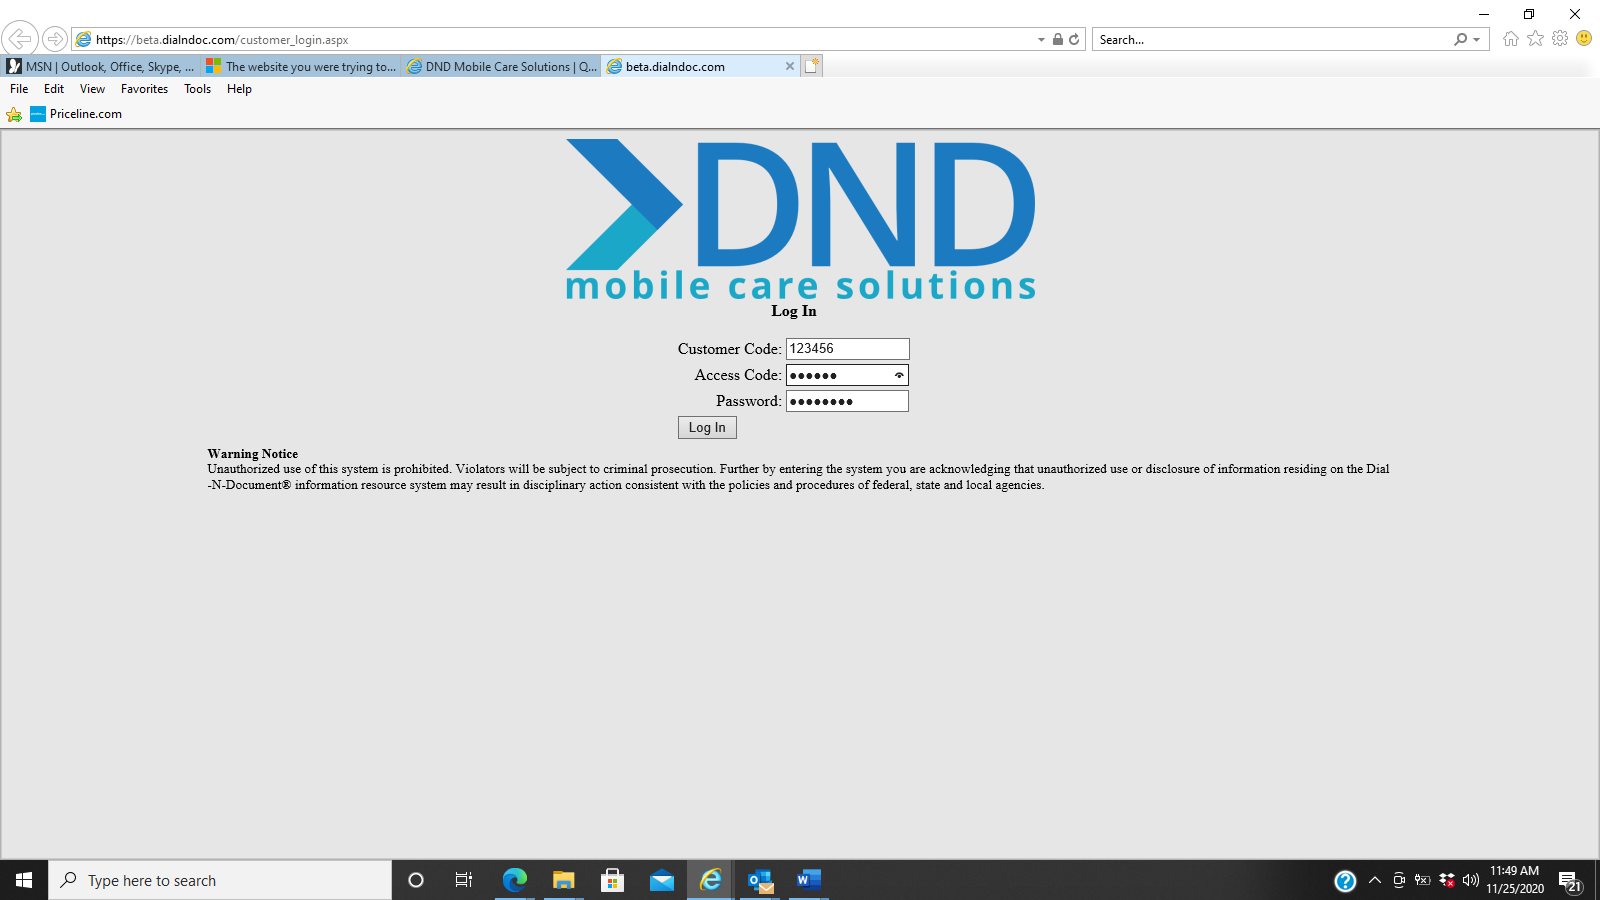 https://beta.dialndoc.com/customer_login.aspx
Search...
MSN | Outlook, Office, Skype, ...
The website you were trying to...
DND Mobile Care Solutions | Q...
beta.dialndoc.com
File Edit View Favorites Tools Help
Priceline.com
DND
mobile care solutions
Log In
Customer Code: 123456
Access Code: ●●●●●●
Password: ●●●●●●●●
Log In
Warning Notice
Unauthorized use of this system is prohibited. Violators will be subject to criminal prosecution. Further by entering the system you are acknowledging that unauthorized use or disclosure of information residing on the Dial
-N-Document® information resource system may result in disciplinary action consistent with the policies and procedures of federal, state and local agencies.
Type here to search
11:49 AM
11/25/2020
21